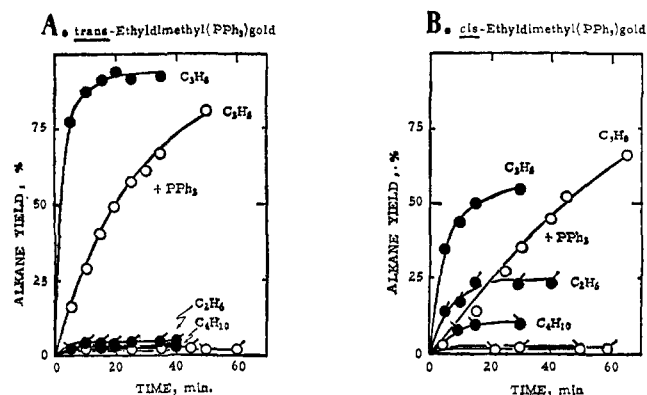 A. trans-Ethyldimethyl(PPh3)gold
C3H8
C3H8
+ PPh3
C2H6
C4H10
ALKANE YIELD, %
75
50
25
0
0 20 40 60
TIME, min.
B. cis-Ethyldimethyl(PPh3)gold
C3H8
C3H8
+ PPh3
C2H6
C4H10
ALKANE YIELD, %
75
50
25
0
0 20 40 60
TIME, min.